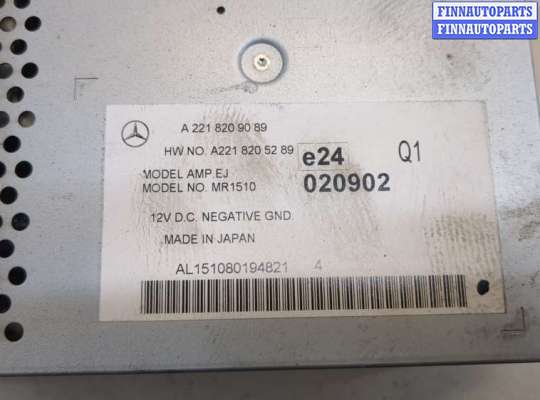 FINNAUTOPARTS
FINNAUTOPARTS
A 221 820 90 89
HW NO. A221 820 52 89
e24
Q1
MODEL AMP.EJ
MODEL NO. MR1510
020902
12V D.C. NEGATIVE GND.
MADE IN JAPAN
AL151080194821 4